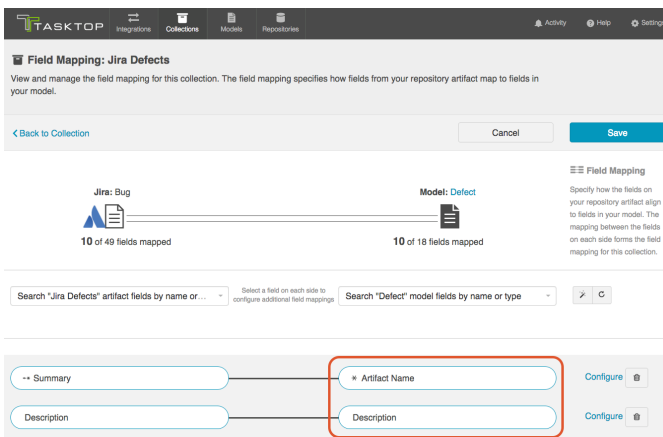 TASKTOP
Integrations
Collections
Models
Repositories
Activity
Help
Settings
Field Mapping: Jira Defects
View and manage the field mapping for this collection. The field mapping specifies how fields from your repository artifact map to fields in
your model.
Back to Collection
Cancel
Save
Jira: Bug
10 of 49 fields mapped
Model: Defect
10 of 18 fields mapped
Field Mapping
Specify how the fields on
your repository artifact align
to fields in your model. The
mapping between the fields
on each side forms the field
mapping for this collection.
Search "Jira Defects" artifact fields by name or...
Select a field on each side to
configure additional field mappings
Search "Defect" model fields by name or type
Summary
* Artifact Name
Configure
Description
Description
Configure